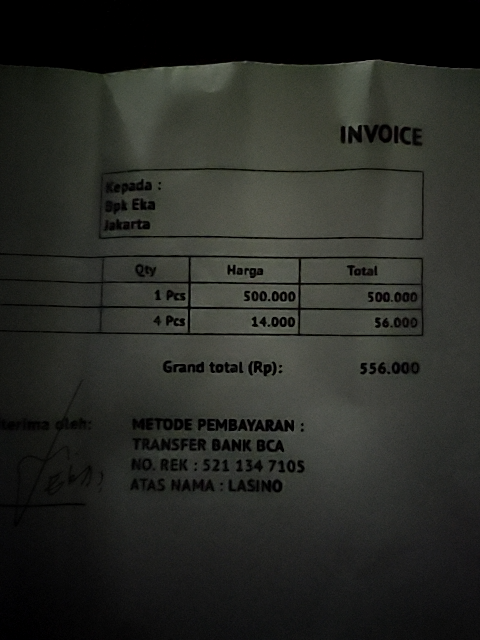 INVOICE
Kepada :
Bpk Eka
Jakarta
Qty Harga Total
1 Pcs 500.000 500.000
4 Pcs 14.000 56.000
Grand total (Rp): 556.000
terima oleh:
METODE PEMBAYARAN :
TRANSFER BANK BCA
NO. REK : 521 134 7105
ATAS NAMA : LASINO